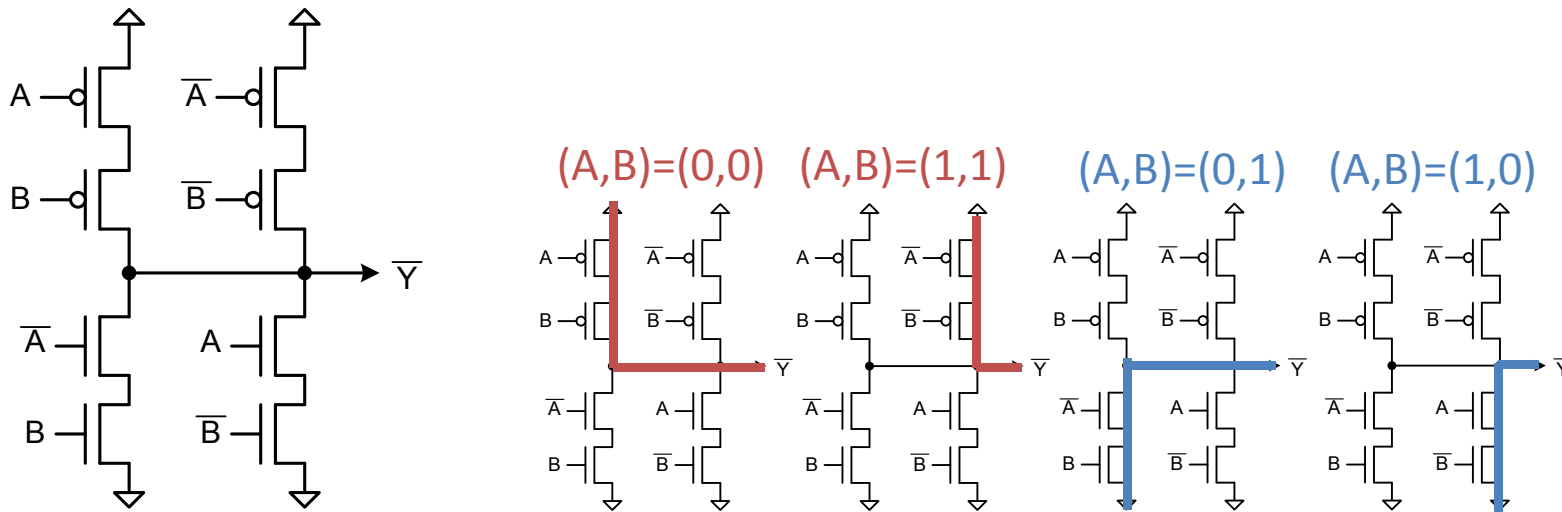 A
A̅
B
B̅
Y̅
A̅
A
B
B̅
(A,B)=(0,0)
A
A̅
B
B̅
Y̅
A̅
A
B
B̅
(A,B)=(1,1)
A
A̅
B
B̅
Y̅
A̅
A
B
B̅
(A,B)=(0,1)
A
A̅
B
B̅
Y̅
A̅
A
B
B̅
(A,B)=(1,0)
A
A̅
B
B̅
Y̅
A̅
A
B
B̅